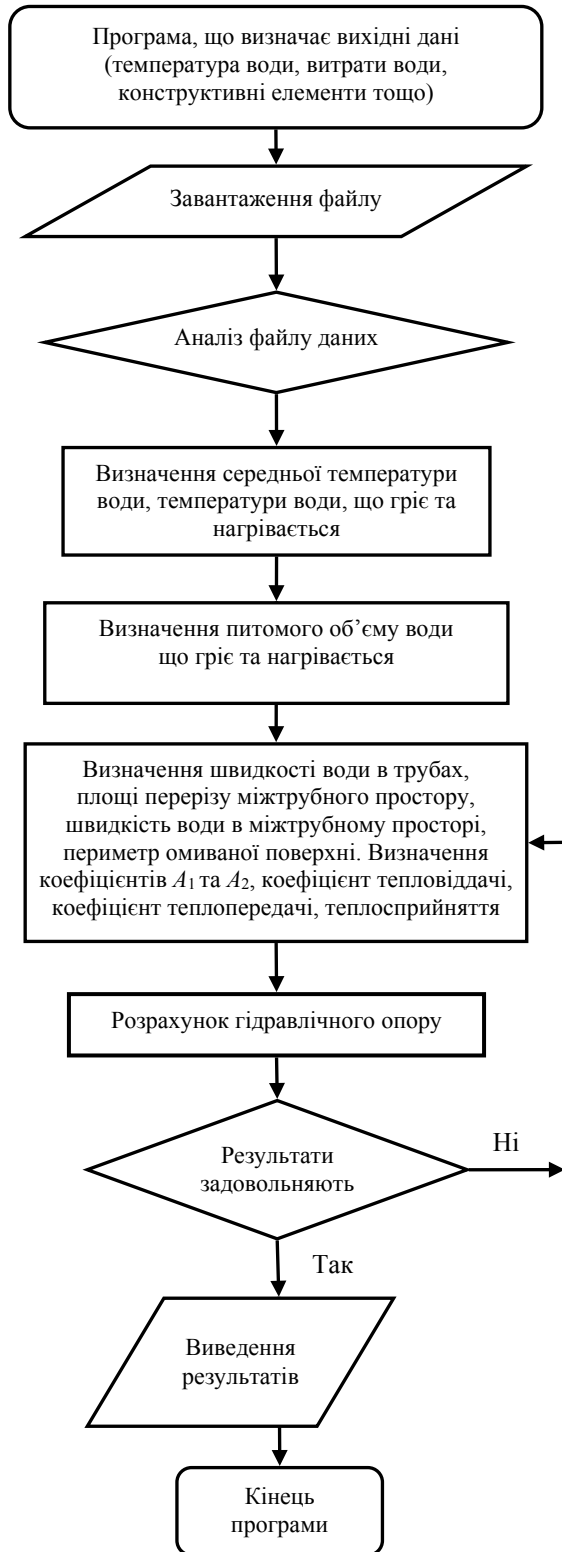 Програма, що визначає вихідні дані
(температура води, витрати води,
конструктивні елементи тощо)
Завантаження файлу
Аналіз файлу даних
Визначення середньої температури
води, температури води, що гріє та
нагрівається
Визначення питомого об’єму води
що гріє та нагрівається
Визначення швидкості води в трубах,
площі перерізу міжтрубного простору,
швидкість води в міжтрубному просторі,
периметр омиваної поверхні. Визначення
коефіцієнтів A₁ та A₂, коефіцієнт тепловіддачі,
коефіцієнт теплопередачі, теплосприйняття
Розрахунок гідравлічного опору
Результати
задовольняють
Ні
Так
Виведення
результатів
Кінець
програми